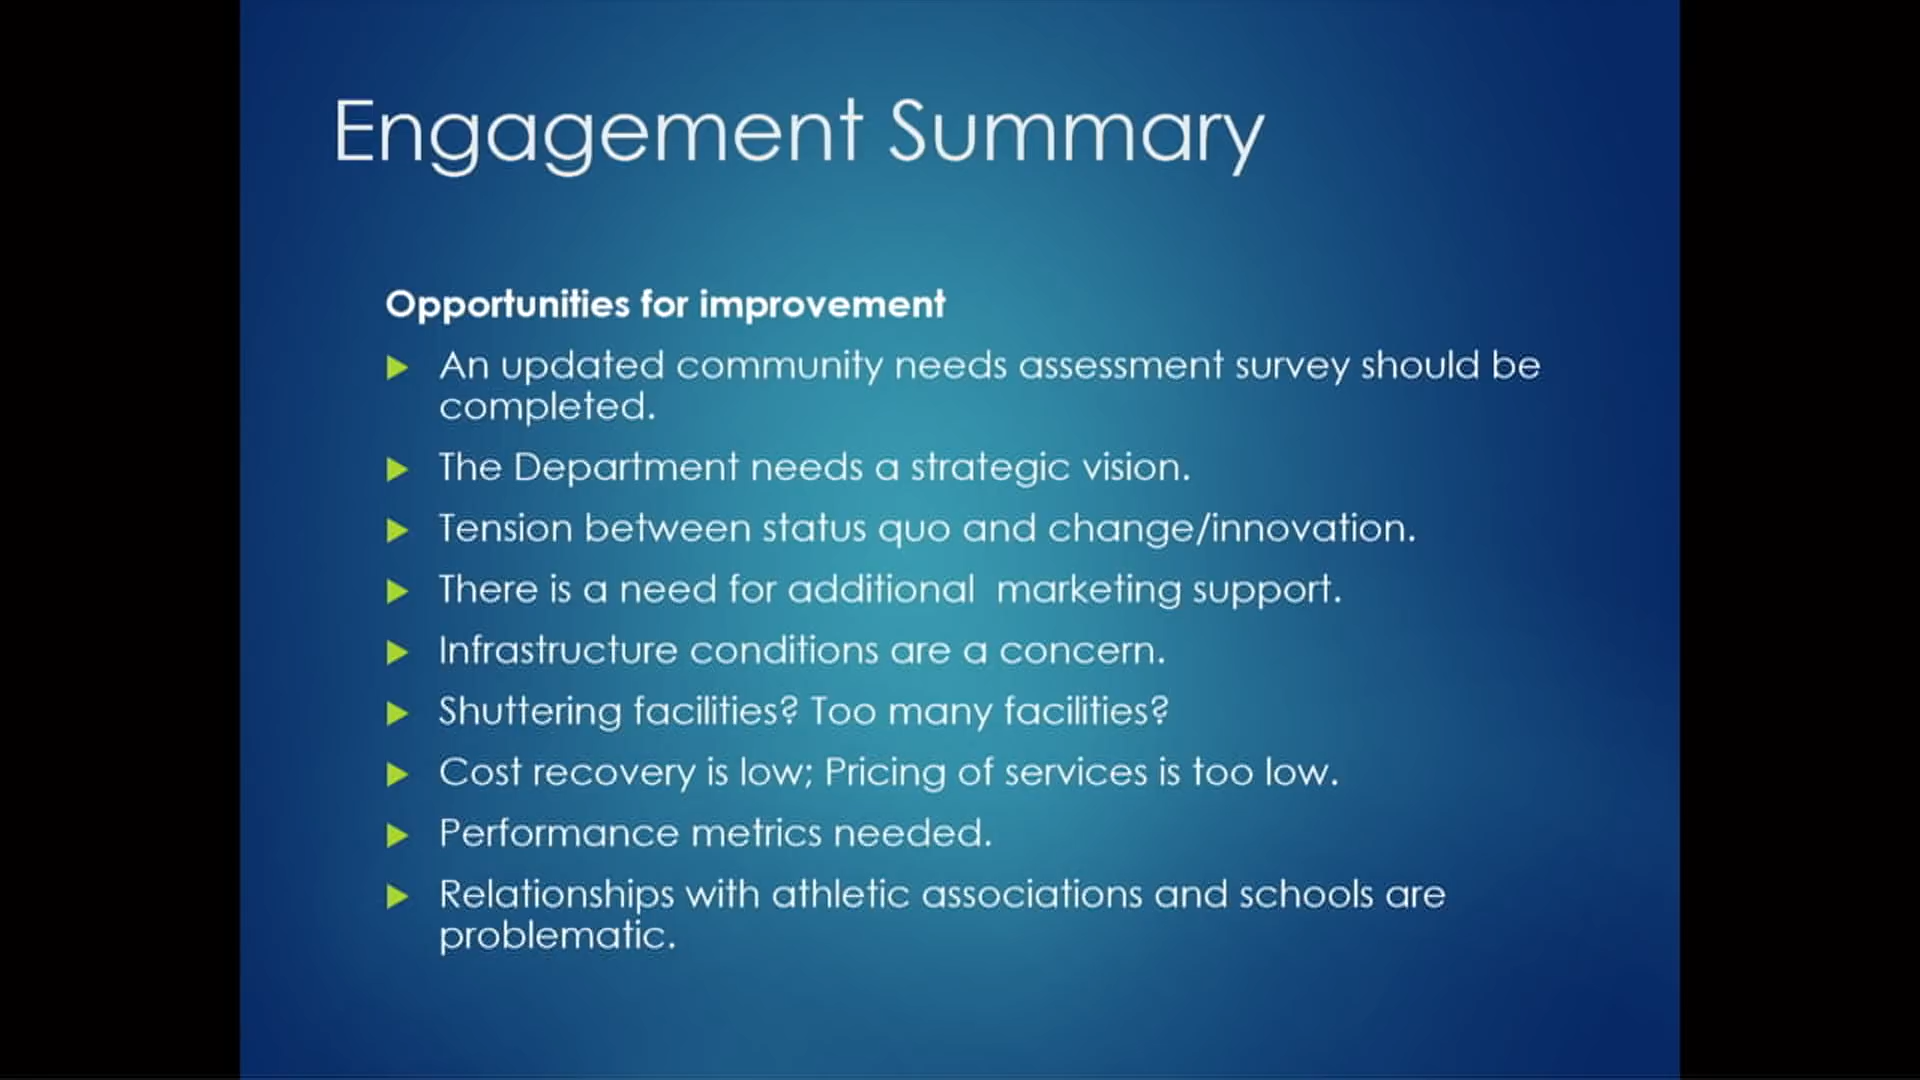 Engagement Summary
Opportunities for improvement
An updated community needs assessment survey should be
completed.
The Department needs a strategic vision.
Tension between status quo and change/innovation.
There is a need for additional  marketing support.
Infrastructure conditions are a concern.
Shuttering facilities? Too many facilities?
Cost recovery is low; Pricing of services is too low.
Performance metrics needed.
Relationships with athletic associations and schools are
problematic.